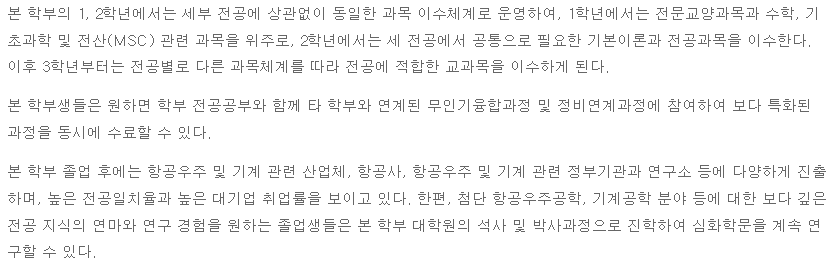 본 학부의 1, 2학년에서는 세부 전공에 상관없이 동일한 과목 이수체계로 운영하여, 1학년에서는 전문교양과목과 수학, 기
초과학 및 전산(MSC) 관련 과목을 위주로, 2학년에서는 세 전공에서 공통으로 필요한 기본이론과 전공과목을 이수한다.
이후 3학년부터는 전공별로 다른 과목체계를 따라 전공에 적합한 교과목을 이수하게 된다.
본 학부생들은 원하면 학부 전공공부와 함께 타 학부와 연계된 무인기융합과정 및 정비연계과정에 참여하여 보다 특화된
과정을 동시에 수료할 수 있다.
본 학부 졸업 후에는 항공우주 및 기계 관련 산업체, 항공사, 항공우주 및 기계 관련 정부기관과 연구소 등에 다양하게 진출
하며, 높은 전공일치율과 높은 대기업 취업률을 보이고 있다. 한편, 첨단 항공우주공학, 기계공학 분야 등에 대한 보다 깊은
전공 지식의 연마와 연구 경험을 원하는 졸업생들은 본 학부 대학원의 석사 및 박사과정으로 진학하여 심화학문을 계속 연
구할 수 있다.